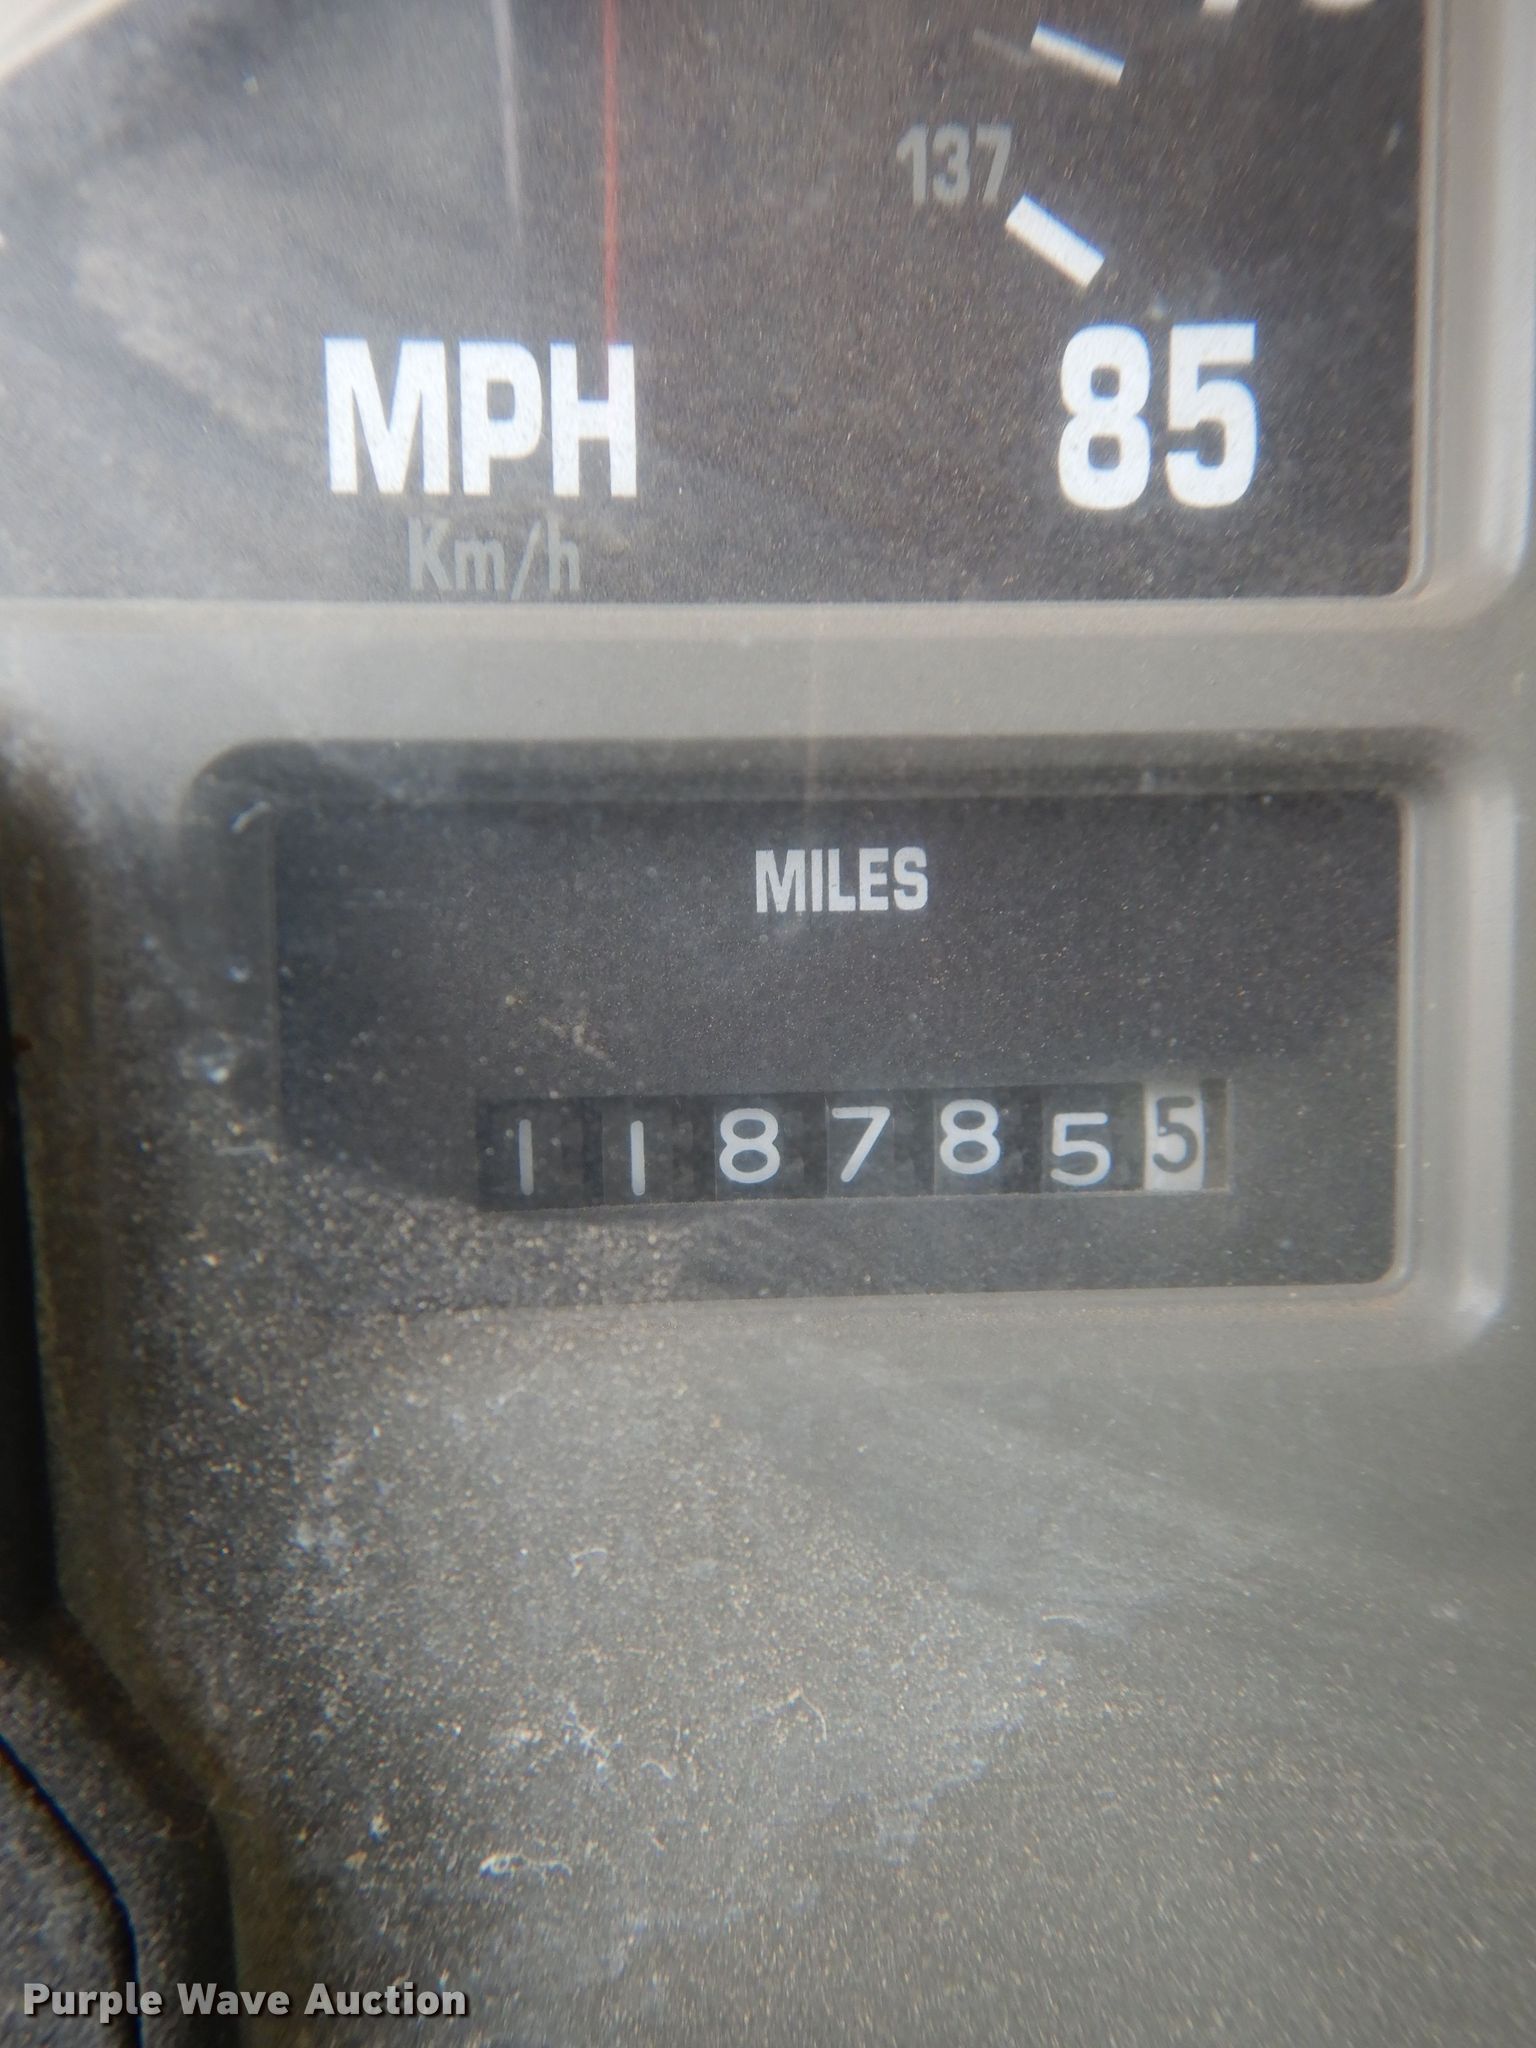 137
MPH 85
Km/h
MILES
1187855
Purple Wave Auction